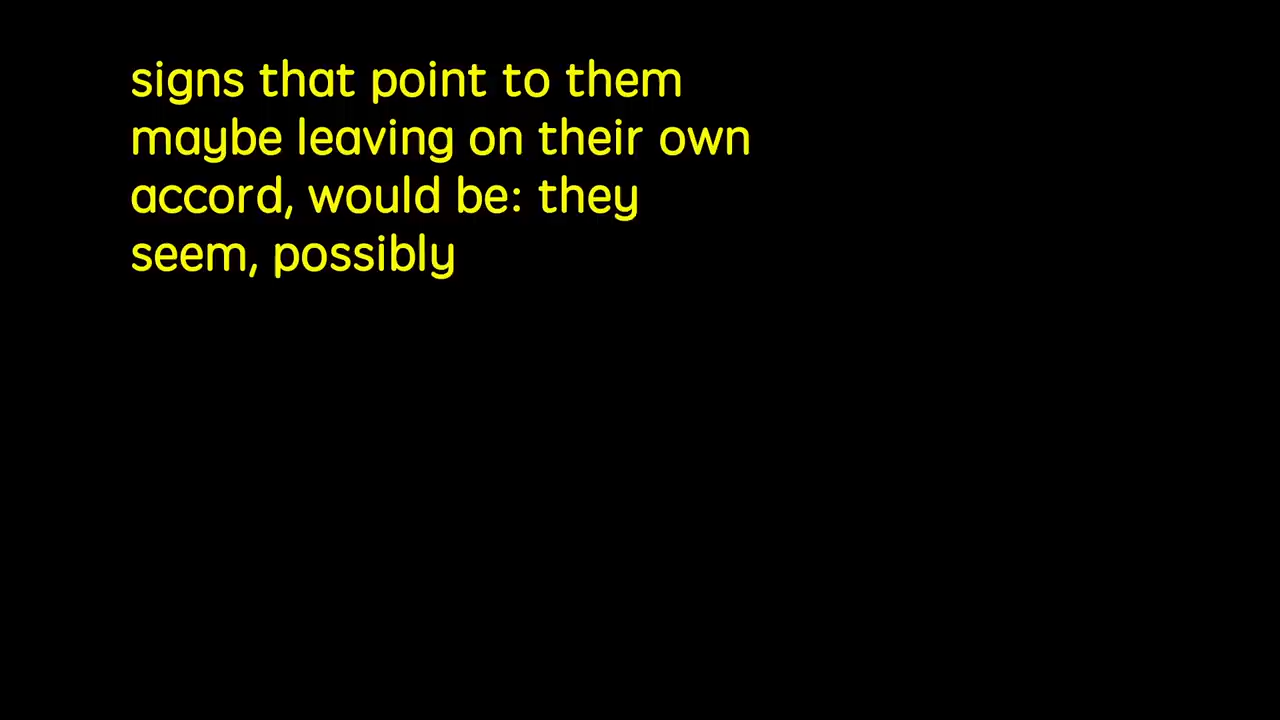 signs that point to them
maybe leaving on their own
accord, would be: they
seem, possibly